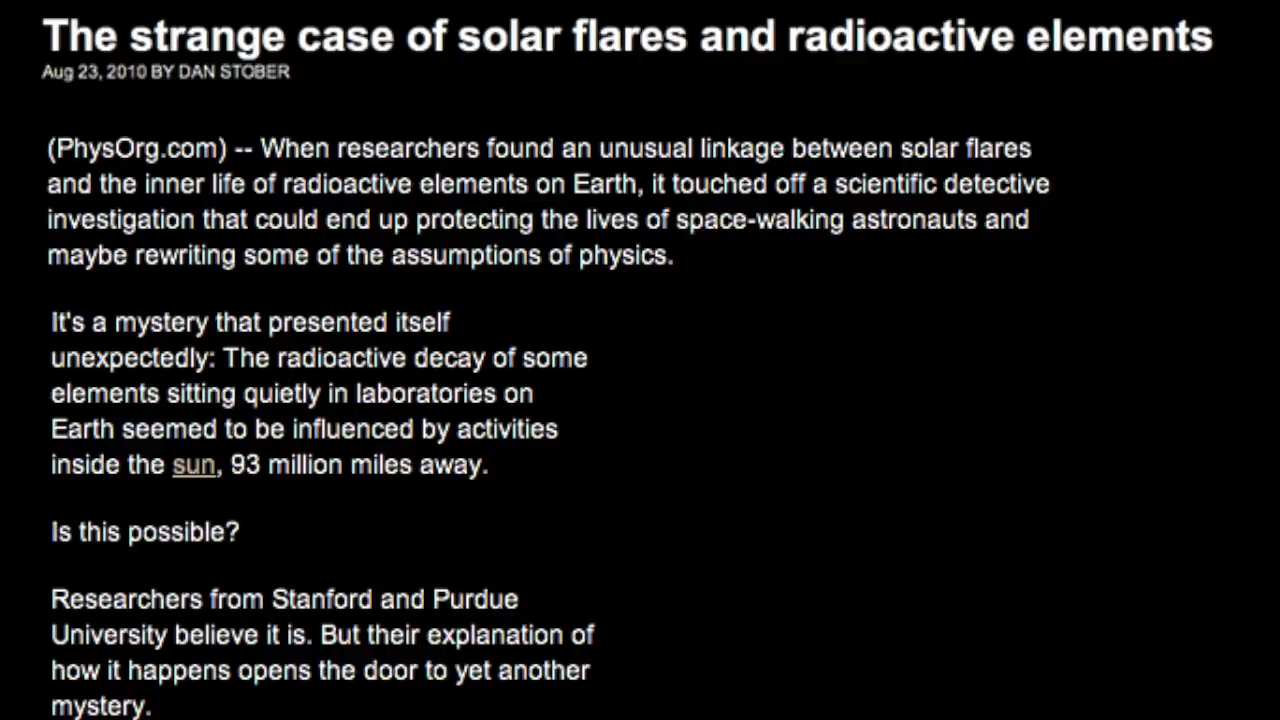 The strange case of solar flares and radioactive elements
Aug 23, 2010 BY DAN STOBER
(PhysOrg.com) -- When researchers found an unusual linkage between solar flares
and the inner life of radioactive elements on Earth, it touched off a scientific detective
investigation that could end up protecting the lives of space-walking astronauts and
maybe rewriting some of the assumptions of physics.
It's a mystery that presented itself
unexpectedly: The radioactive decay of some
elements sitting quietly in laboratories on
Earth seemed to be influenced by activities
inside the sun, 93 million miles away.
Is this possible?
Researchers from Stanford and Purdue
University believe it is. But their explanation of
how it happens opens the door to yet another
mystery.